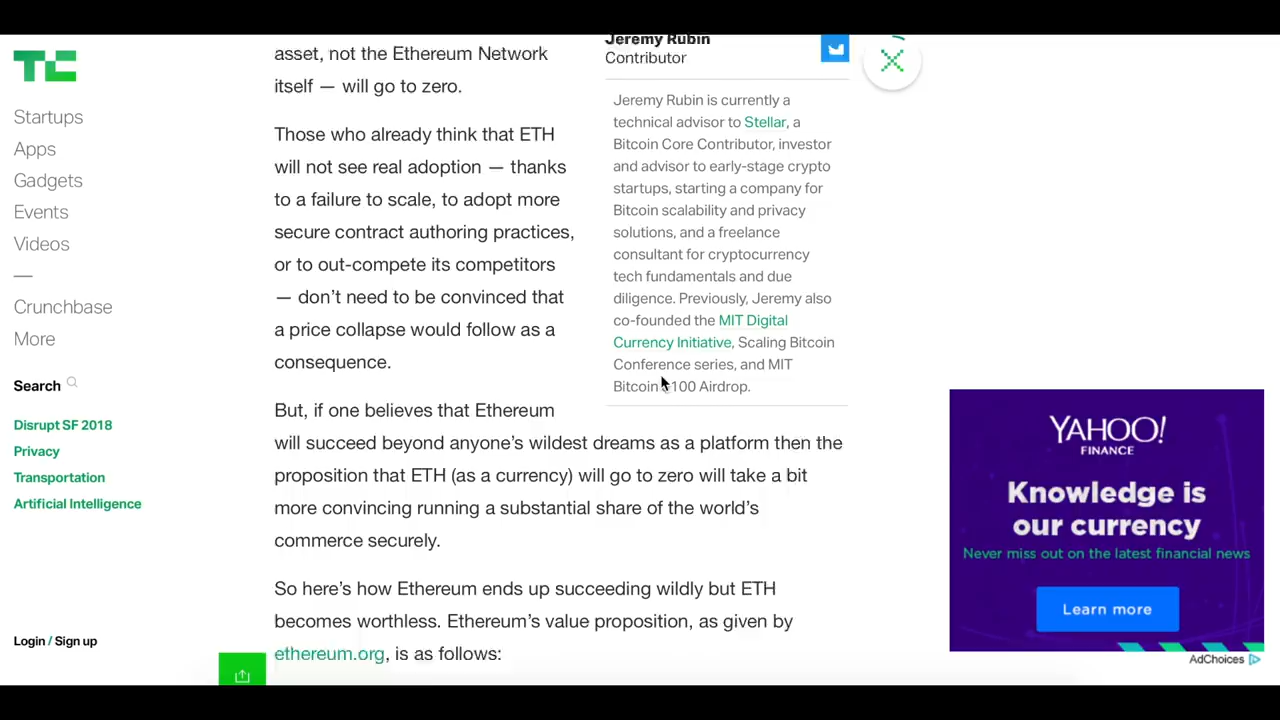 TC
Startups
Apps
Gadgets
Events
Videos
—
Crunchbase
More
Search
Disrupt SF 2018
Privacy
Transportation
Artificial Intelligence
Login / Sign up
asset, not the Ethereum Network
itself — will go to zero.
Those who already think that ETH
will not see real adoption — thanks
to a failure to scale, to adopt more
secure contract authoring practices,
or to out-compete its competitors
— don’t need to be convinced that
a price collapse would follow as a
consequence.
But, if one believes that Ethereum
will succeed beyond anyone’s wildest dreams as a platform then the
proposition that ETH (as a currency) will go to zero will take a bit
more convincing running a substantial share of the world’s
commerce securely.
So here’s how Ethereum ends up succeeding wildly but ETH
becomes worthless. Ethereum’s value proposition, as given by
ethereum.org, is as follows:
Jeremy Rubin
Contributor
Jeremy Rubin is currently a
technical advisor to Stellar, a
Bitcoin Core Contributor, investor
and advisor to early-stage crypto
startups, starting a company for
Bitcoin scalability and privacy
solutions, and a freelance
consultant for cryptocurrency
tech fundamentals and due
diligence. Previously, Jeremy also
co-founded the MIT Digital
Currency Initiative, Scaling Bitcoin
Conference series, and MIT
Bitcoin 100 Airdrop.
YAHOO!
FINANCE
Knowledge is
our currency
Never miss out on the latest financial news
Learn more
AdChoices